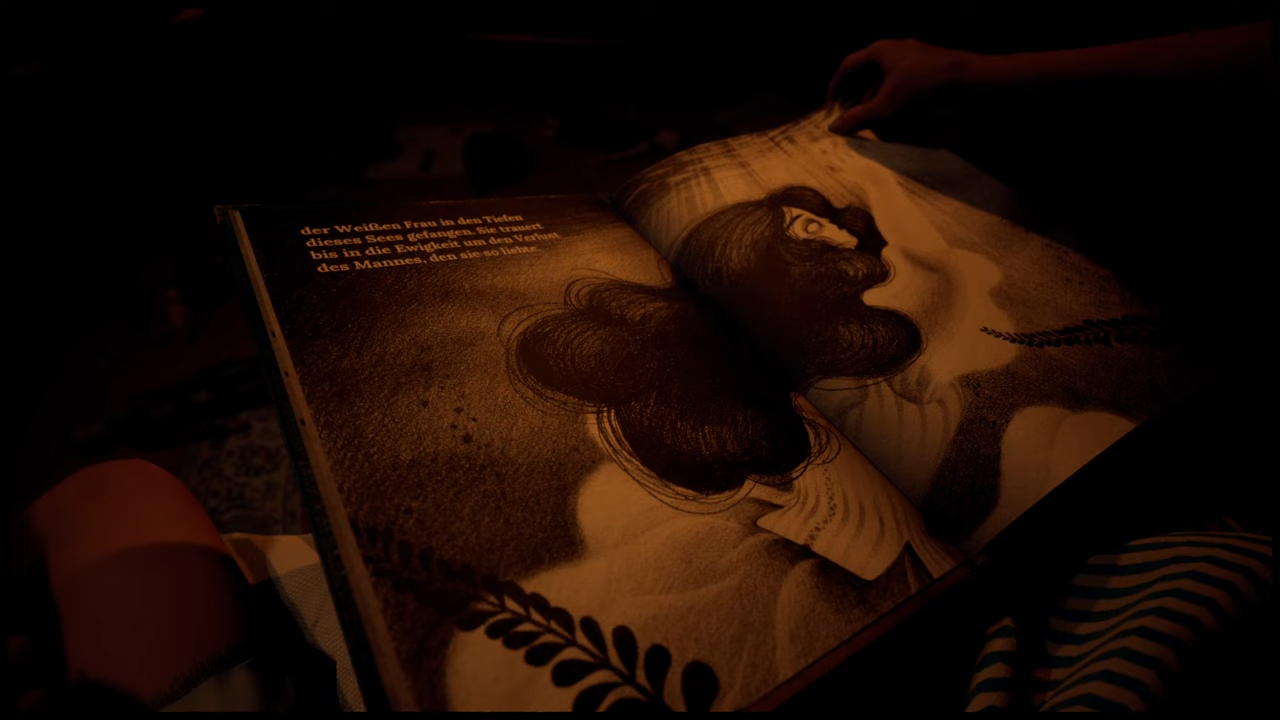 der Weißen Frau in den Tiefen
dieses Sees gefangen. Sie trauert
bis in die Ewigkeit um den Verlust
des Mannes, den sie so liebte.